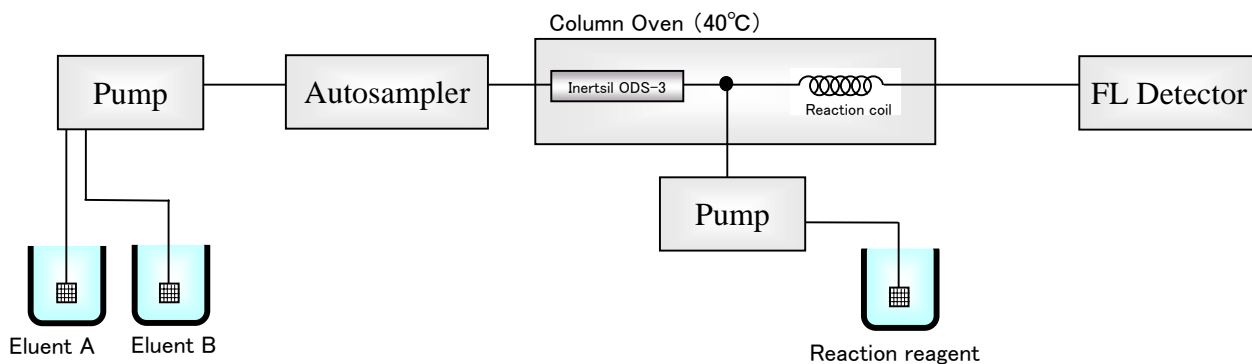 Column Oven (40℃)
Pump
Autosampler
Inertsil ODS-3
Reaction coil
FL Detector
Pump
Eluent A
Eluent B
Reaction reagent